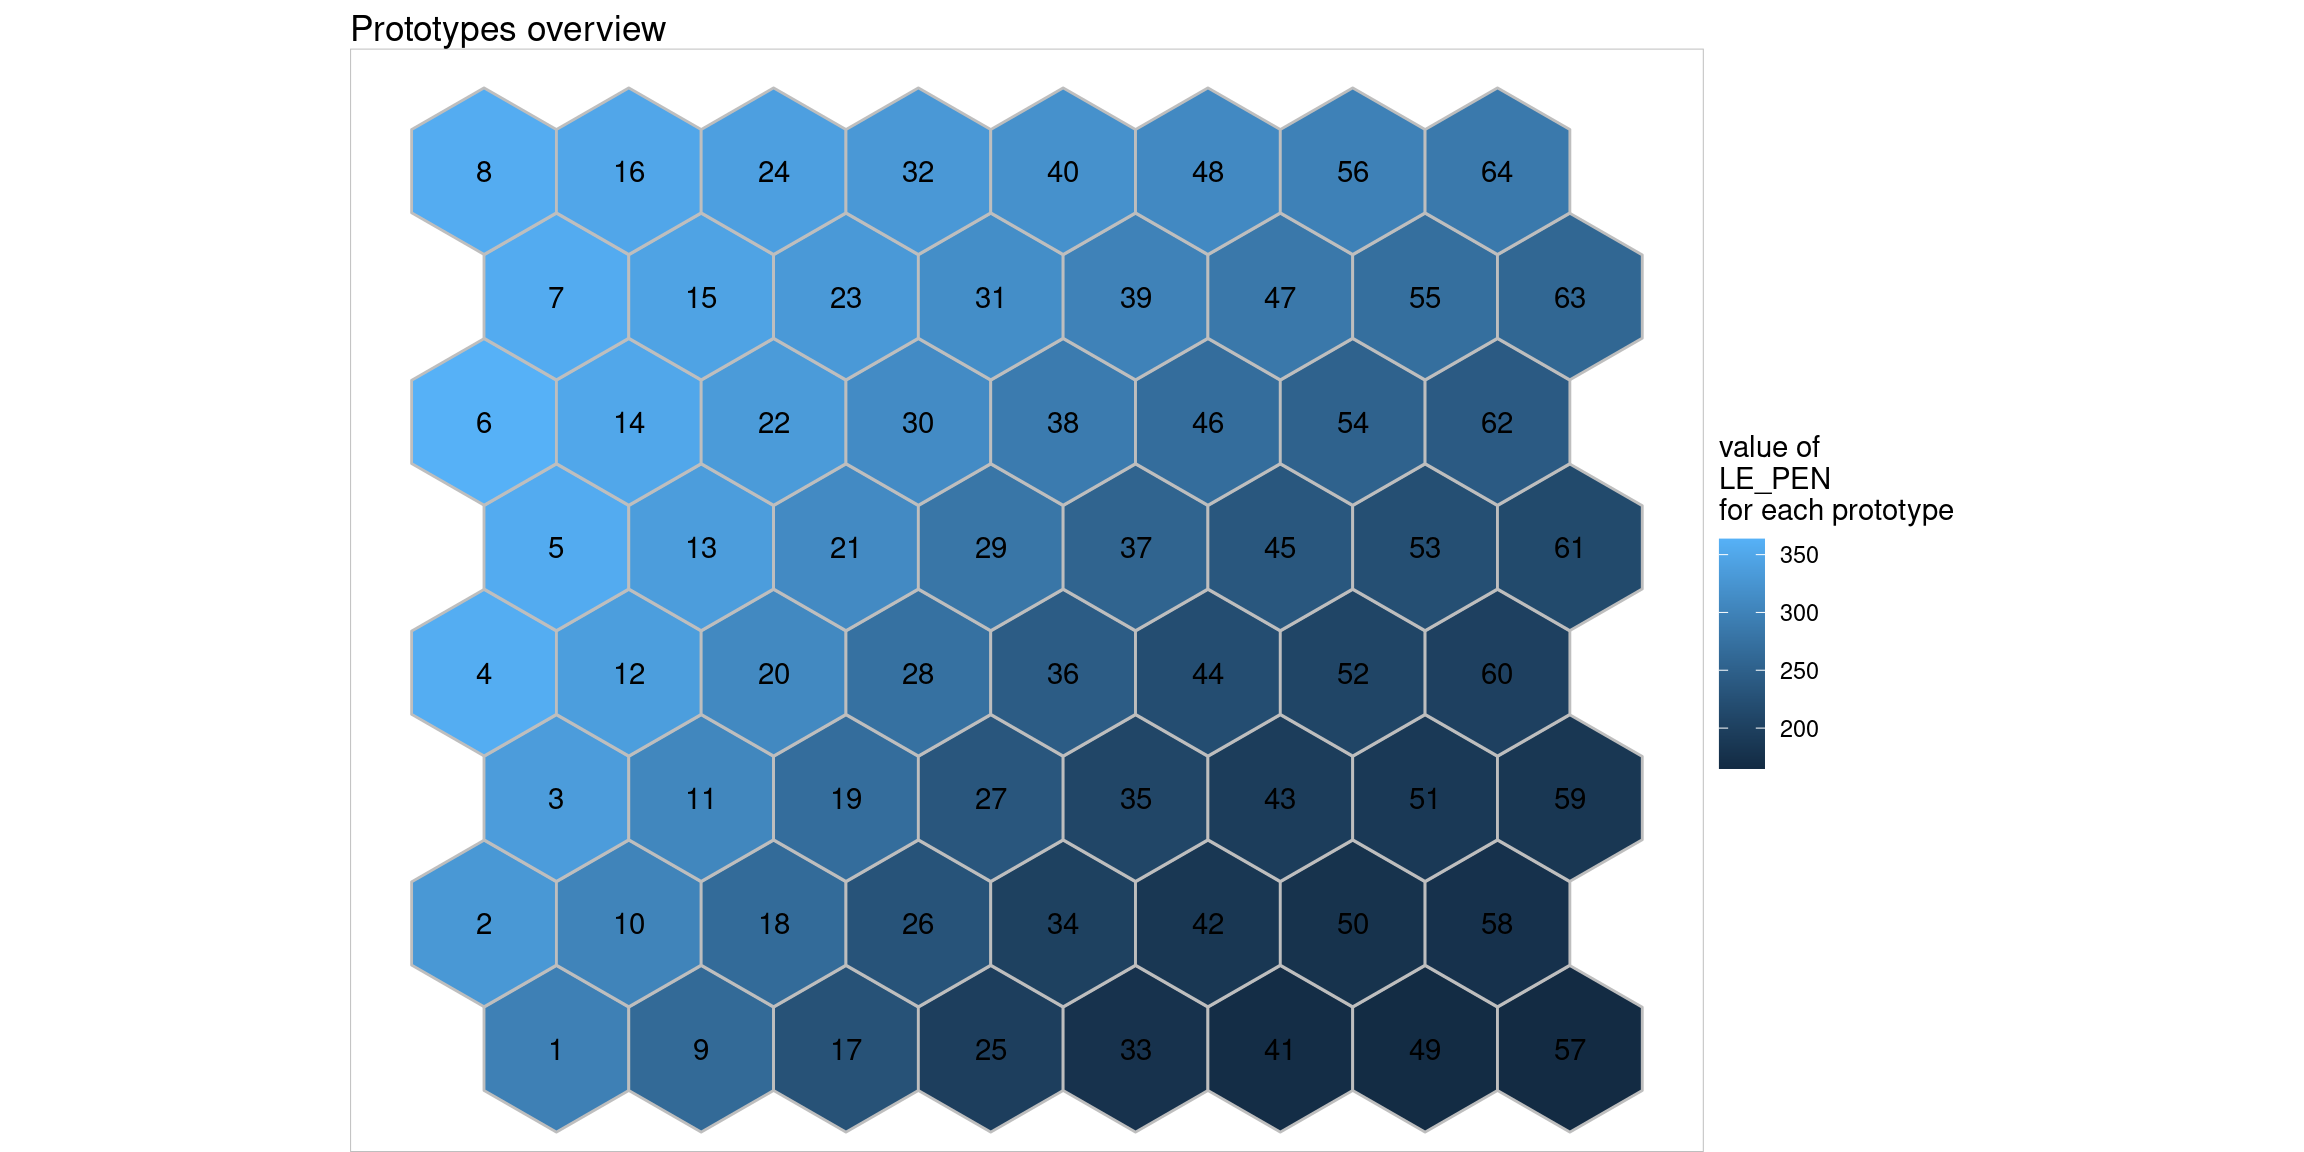 Prototypes overview
8 16 24 32 40 48 56 64
7 15 23 31 39 47 55 63
6 14 22 30 38 46 54 62
5 13 21 29 37 45 53 61
4 12 20 28 36 44 52 60
3 11 19 27 35 43 51 59
2 10 18 26 34 42 50 58
1 9 17 25 33 41 49 57
value of
LE_PEN
for each prototype
350
300
250
200